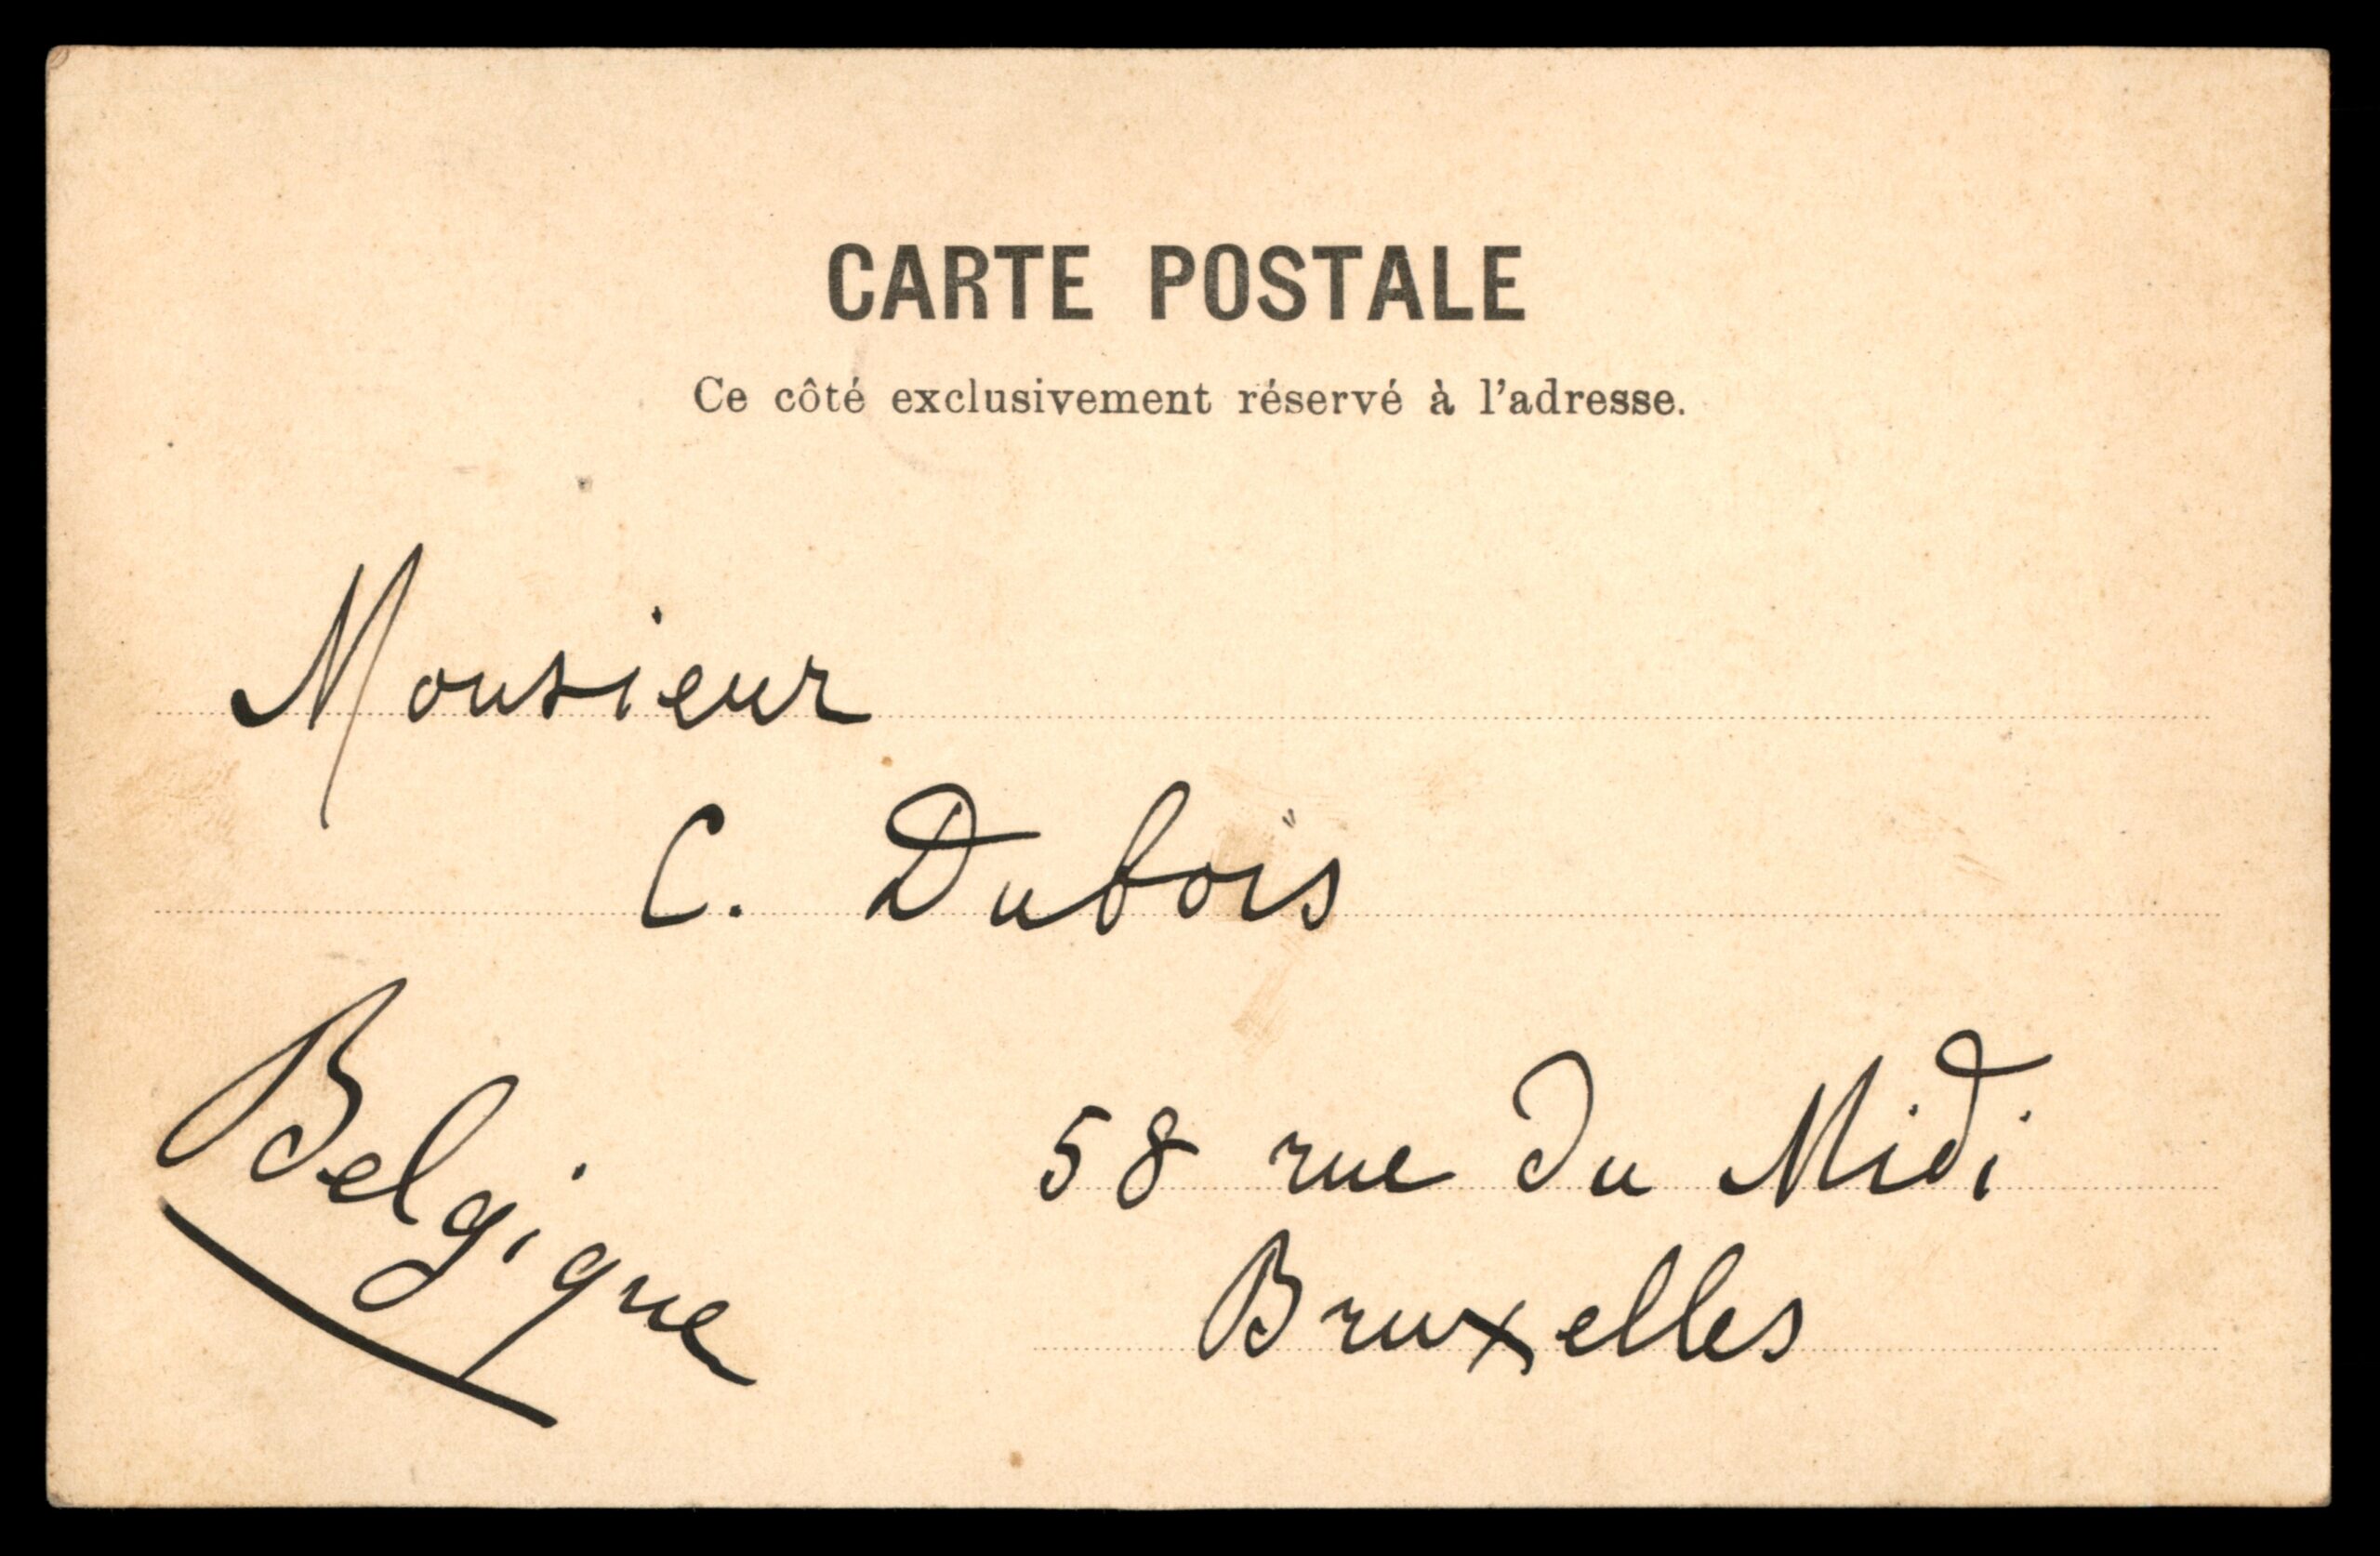 CARTE POSTALE
Ce côté exclusivement réservé à l'adresse.
Monsieur
C. Dubois
58 rue du Midi
Bruxelles
Belgique